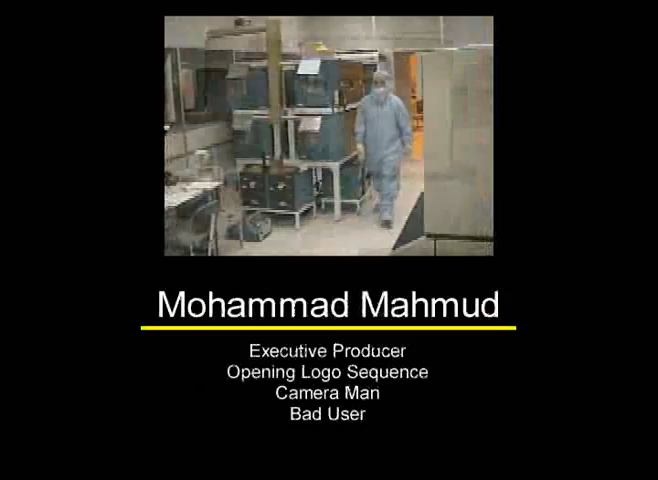 Mohammad Mahmud
Executive Producer
Opening Logo Sequence
Camera Man
Bad User